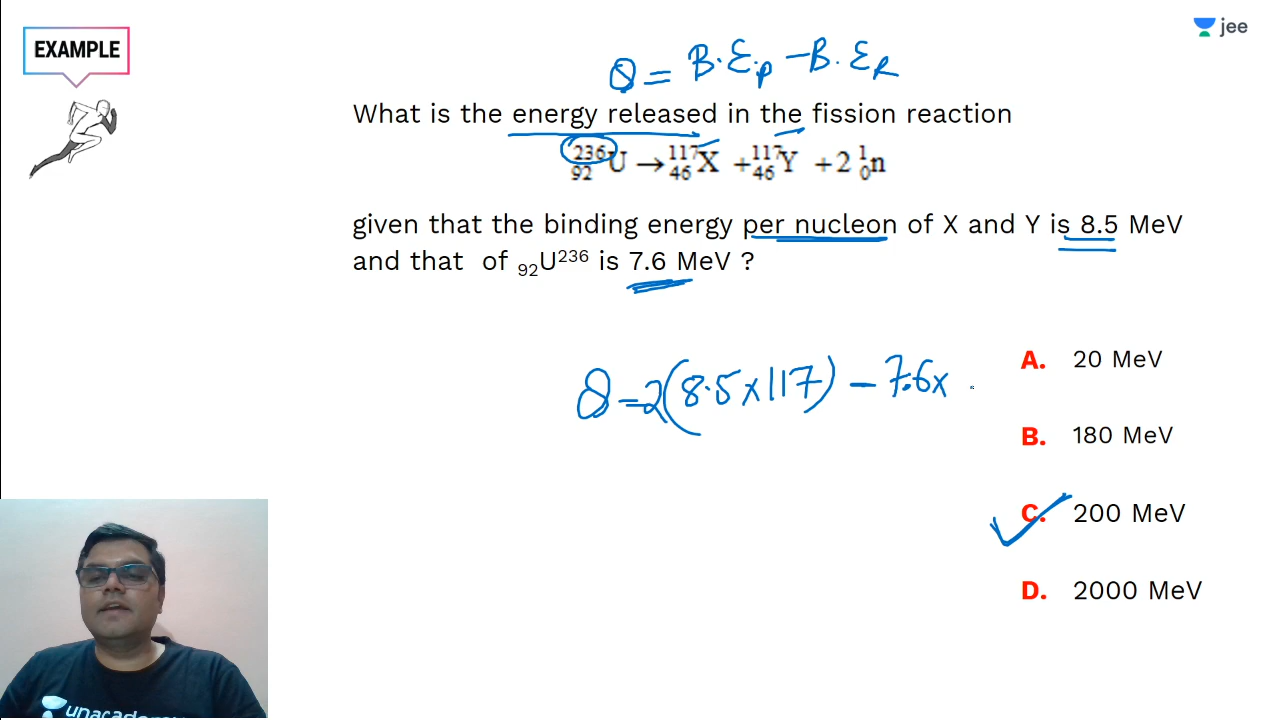 EXAMPLE
jee
Q = B.E.p - B.E.R
What is the energy released in the fission reaction
²³⁶₉₂U → ¹¹⁷₄₆X + ¹¹⁷₄₆Y + 2 ¹₀n
given that the binding energy per nucleon of X and Y is 8.5 MeV
and that of ₉₂U²³⁶ is 7.6 MeV ?
Q = 2(8.5 x 117) - 7.6 x
A. 20 MeV
B. 180 MeV
C. 200 MeV
D. 2000 MeV
unacadem